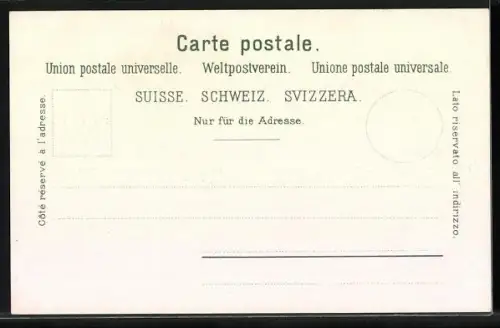 Carte postale.
Union postale universelle. Weltpostverein. Unione postale universale.
SUISSE. SCHWEIZ. SVIZZERA.
Nur für die Adresse.
Côté réservé à l'adresse.
Lato riservato all' indirizzo.